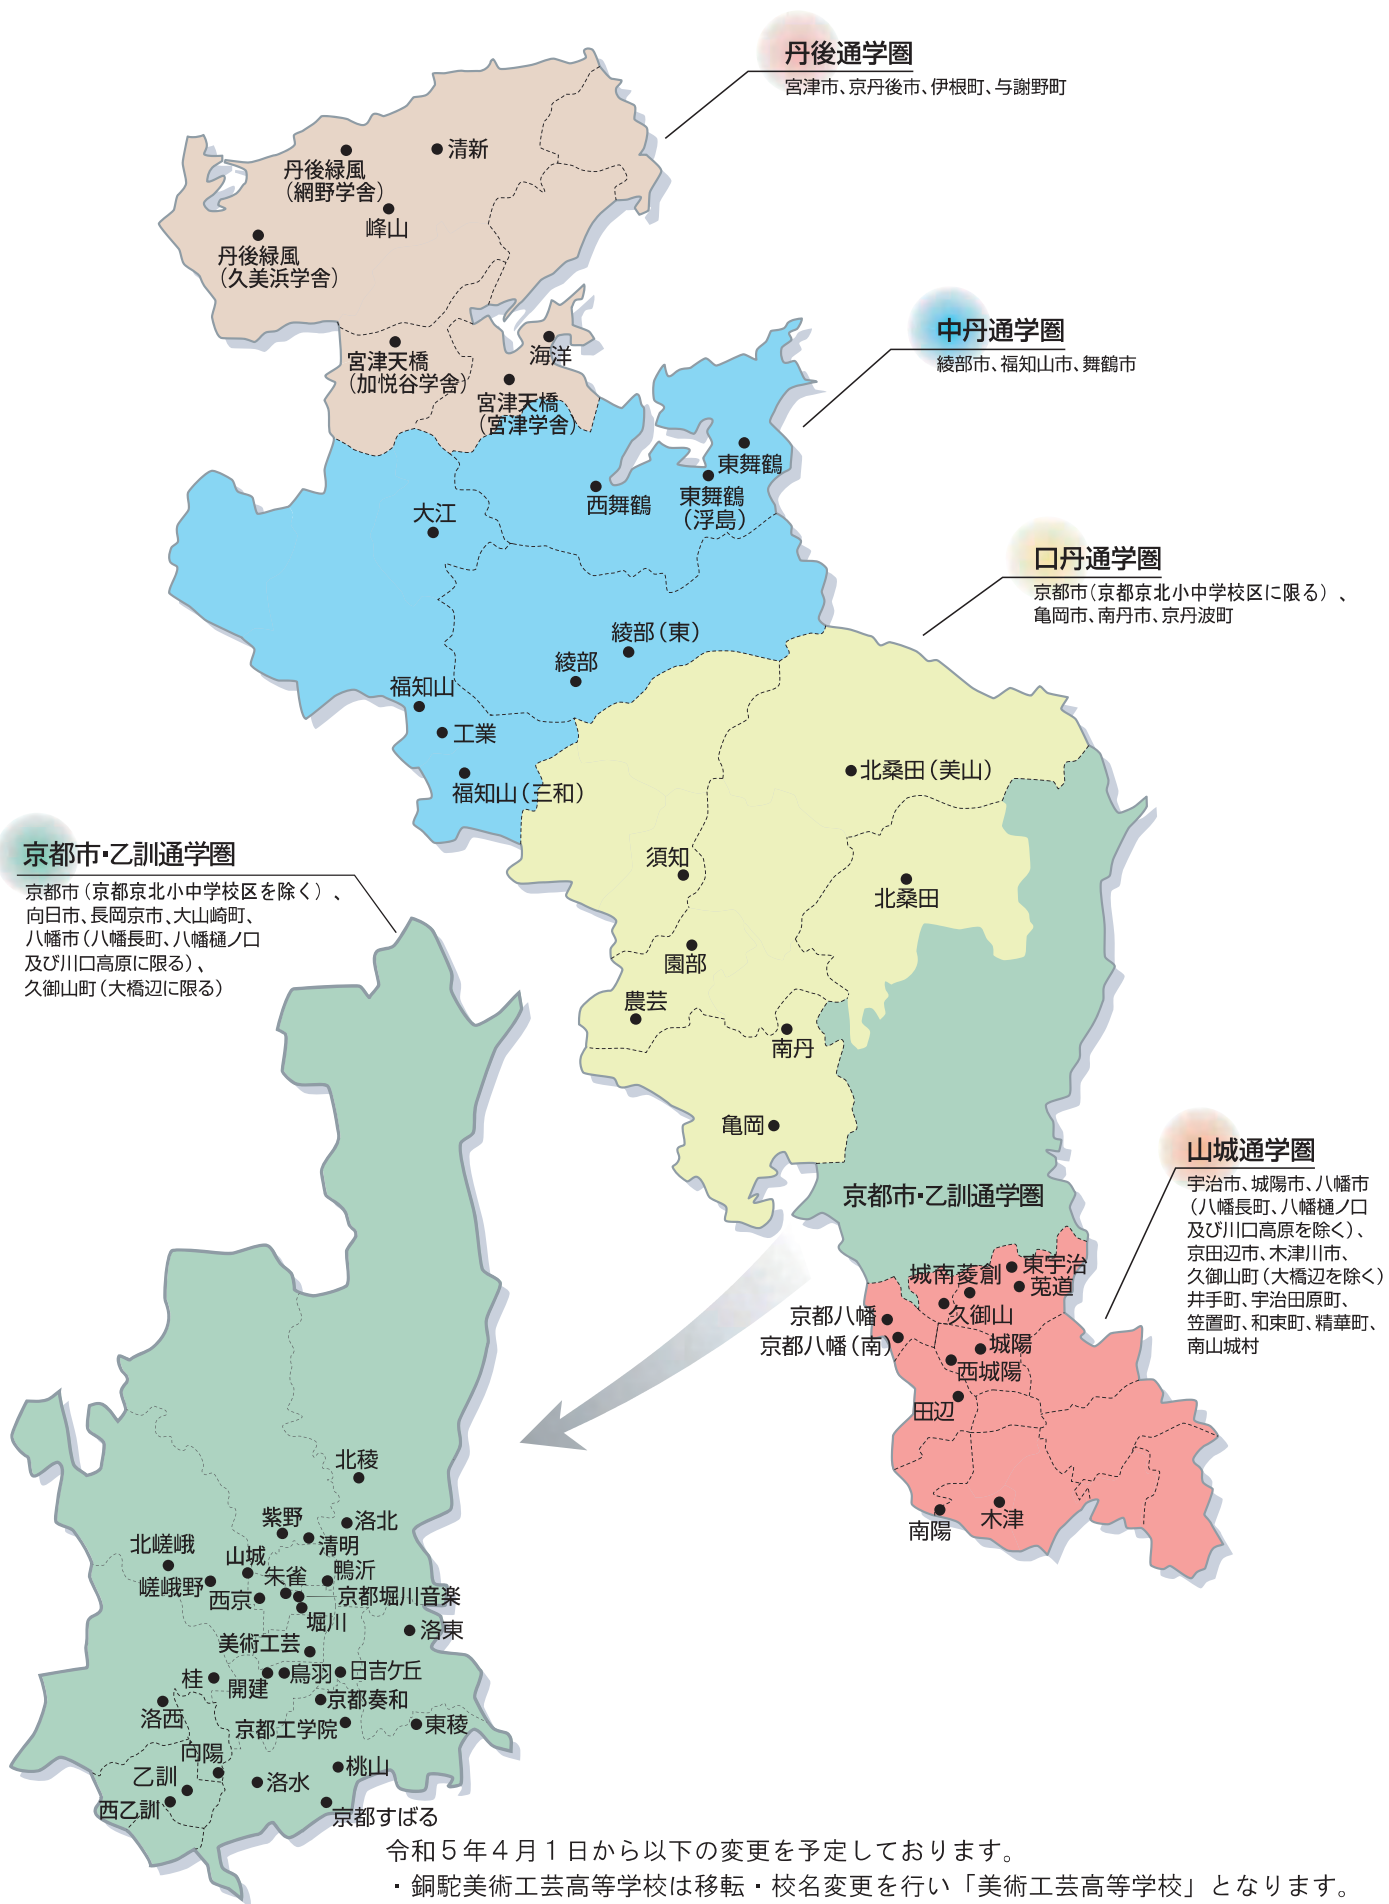 丹後通学圏
宮津市、京丹後市、伊根町、与謝野町
清新
丹後緑風
（網野学舎）
峰山
丹後緑風
（久美浜学舎）
宮津天橋
（加悦谷学舎）
海洋
宮津天橋
（宮津学舎）
中丹通学圏
綾部市、福知山市、舞鶴市
東舞鶴
東舞鶴
（浮島）
西舞鶴
大江
綾部（東）
綾部
福知山
工業
福知山（三和）
口丹通学圏
京都市（京都京北小中学校区に限る）、
亀岡市、南丹市、京丹波町
北桑田（美山）
須知
北桑田
園部
農芸
南丹
亀岡
京都市・乙訓通学圏
京都市（京都京北小中学校区を除く）、
向日市、長岡京市、大山崎町、
八幡市（八幡長町、八幡樋ノ口
及び川口高原に限る）、
久御山町（大橋辺に限る）
京都市・乙訓通学圏
山城通学圏
宇治市、城陽市、八幡市
（八幡長町、八幡樋ノ口
及び川口高原を除く）、
京田辺市、木津川市、
久御山町（大橋辺を除く）
井手町、宇治田原町、
笠置町、和束町、精華町、
南山城村
東宇治
城南菱創
莵道
久御山
京都八幡
京都八幡（南）
城陽
西城陽
田辺
南陽
木津
北稜
紫野
洛北
清明
北嵯峨
山城
鴨沂
朱雀
嵯峨野
西京
京都堀川音楽
堀川
洛東
美術工芸
桂
開建
鳥羽
日吉ケ丘
京都奏和
洛西
京都工学院
東稜
向陽
桃山
乙訓
洛水
西乙訓
京都すばる
令和５年４月１日から以下の変更を予定しております。
・銅駝美術工芸高等学校は移転・校名変更を行い「美術工芸高等学校」となります。